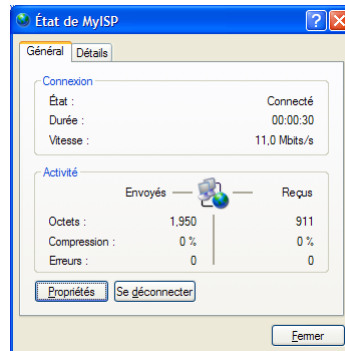 État de MyISP
Général Détails
Connexion
État : Connecté
Durée : 00:00:30
Vitesse : 11,0 Mbits/s
Activité
Envoyés — — Reçus
Octets : 1,950 911
Compression : 0 % 0 %
Erreurs : 0 0
Propriétés Se déconnecter
Fermer